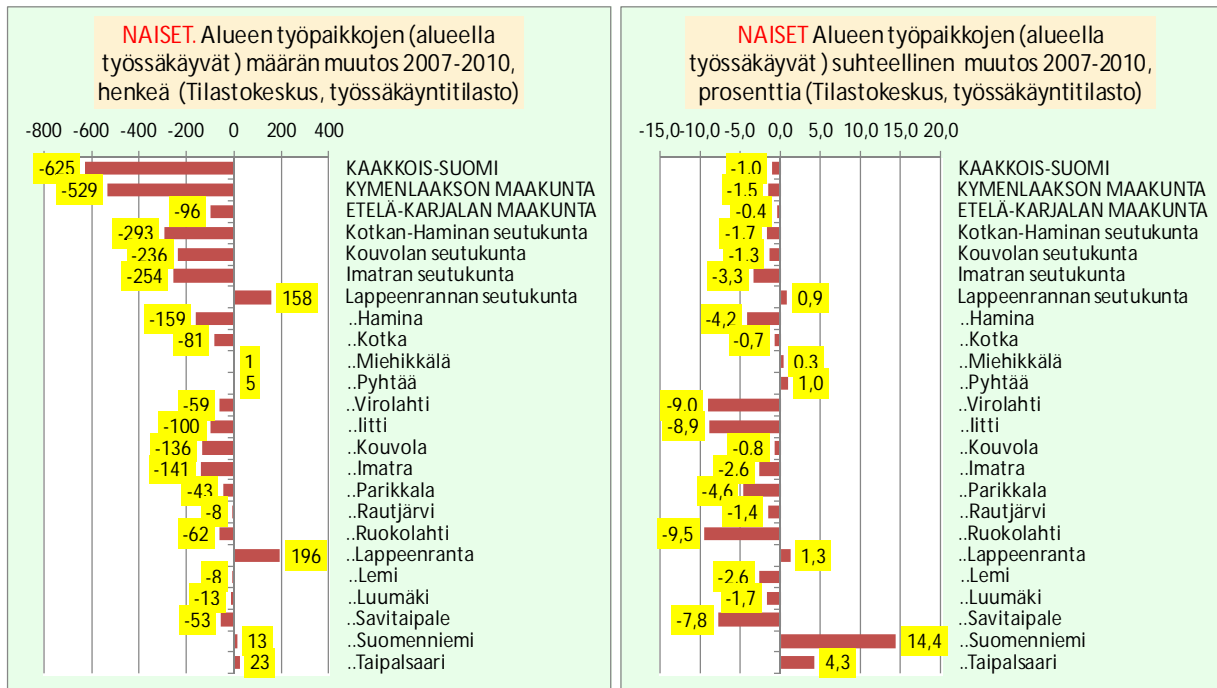 NAISET. Alueen työpaikkojen (alueella
työssäkäyvät ) määrän muutos 2007-2010,
henkeä (Tilastokeskus, työssäkäyntitilasto)
-800 -600 -400 -200 0 200 400
-625 KAAKKOIS-SUOMI
-529 KYMENLAAKSON MAAKUNTA
-96 ETELÄ-KARJALAN MAAKUNTA
-293 Kotkan-Haminan seutukunta
-236 Kouvolan seutukunta
-254 Imatran seutukunta
158 Lappeenrannan seutukunta
-159 ..Hamina
-81 ..Kotka
1 ..Miehikkälä
5 ..Pyhtää
-59 ..Virolahti
-100 ..Iitti
-136 ..Kouvola
-141 ..Imatra
-43 ..Parikkala
-8 ..Rautjärvi
-62 ..Ruokolahti
196 ..Lappeenranta
-8 ..Lemi
-13 ..Luumäki
-53 ..Savitaipale
13 ..Suomenniemi
23 ..Taipalsaari
NAISET Alueen työpaikkojen (alueella
työssäkäyvät ) suhteellinen muutos 2007-2010,
prosenttia (Tilastokeskus, työssäkäyntitilasto)
-15,0 -10,0 -5,0 0,0 5,0 10,0 15,0 20,0
-1,0 KAAKKOIS-SUOMI
-1,5 KYMENLAAKSON MAAKUNTA
-0,4 ETELÄ-KARJALAN MAAKUNTA
-1,7 Kotkan-Haminan seutukunta
-1,3 Kouvolan seutukunta
-3,3 Imatran seutukunta
0,9 Lappeenrannan seutukunta
-4,2 ..Hamina
-0,7 ..Kotka
0,3 ..Miehikkälä
1,0 ..Pyhtää
-9,0 ..Virolahti
-8,9 ..Iitti
-0,8 ..Kouvola
-2,6 ..Imatra
-4,6 ..Parikkala
-1,4 ..Rautjärvi
-9,5 ..Ruokolahti
1,3 ..Lappeenranta
-2,6 ..Lemi
-1,7 ..Luumäki
-7,8 ..Savitaipale
14,4 ..Suomenniemi
4,3 ..Taipalsaari